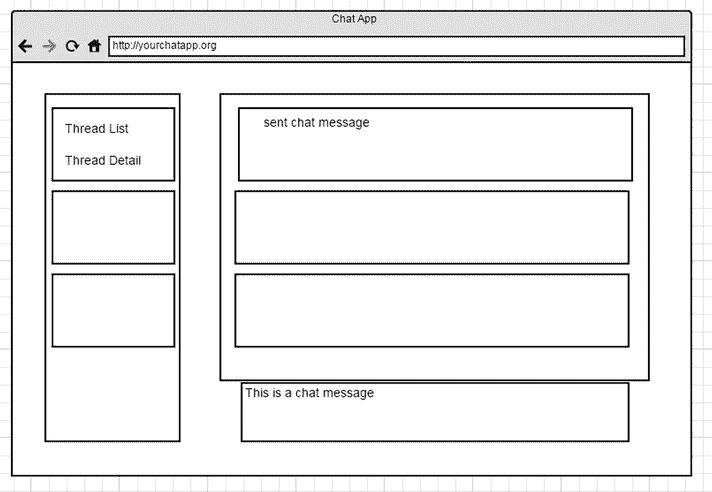 Chat App
http://yourchatapp.org
Thread List
Thread Detail
sent chat message
This is a chat message